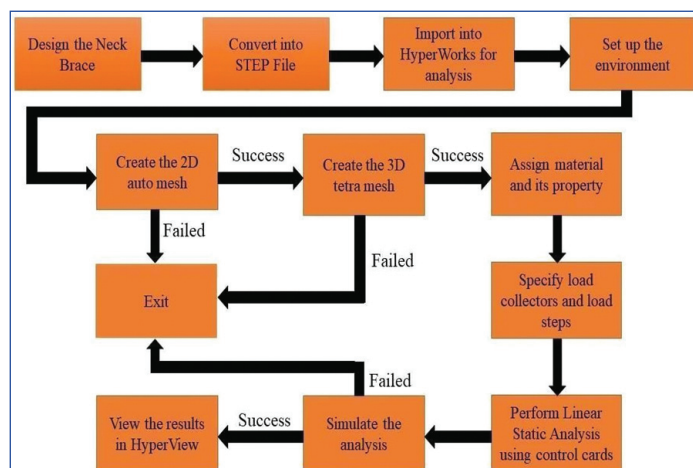 Design the Neck
Brace
Convert into
STEP File
Import into
HyperWorks for
analysis
Set up the
environment
Create the 2D
auto mesh
Success
Create the 3D
tetra mesh
Success
Assign material
and its property
Failed
Failed
Exit
Specify load
collectors and load
steps
Failed
View the results
in HyperView
Success
Simulate the
analysis
Perform Linear
Static Analysis
using control cards